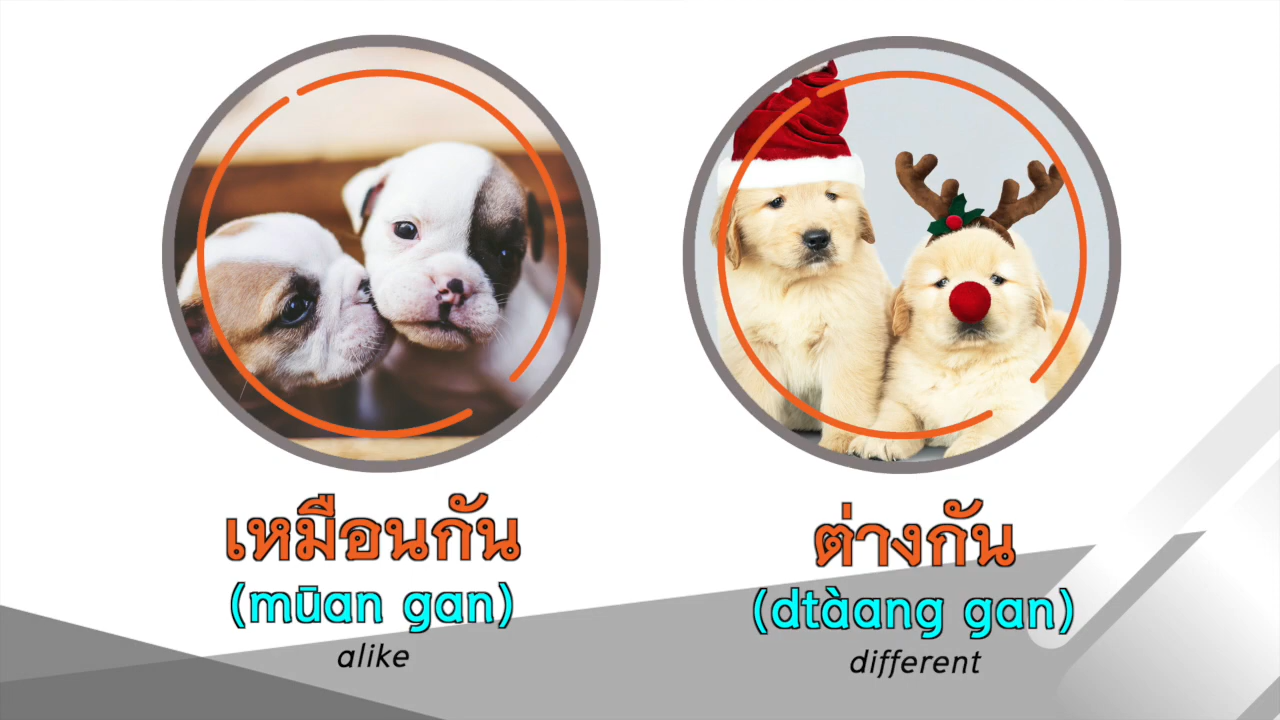 เหมือนกัน
(mūan gan)
alike
ต่างกัน
(dtàang gan)
different